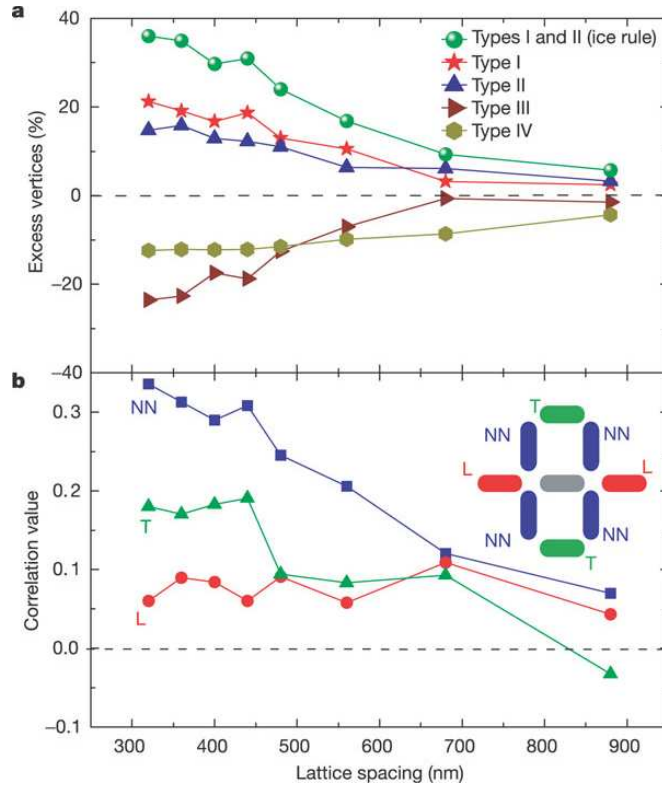 a
40
20
0
−20
−40
Excess vertices (%)
Types I and II (ice rule)
Type I
Type II
Type III
Type IV
b
0.3
0.2
0.1
0.0
−0.1
Correlation value
NN
T
L
T
NN
NN
L
L
NN
NN
T
300
400
500
600
700
800
900
Lattice spacing (nm)